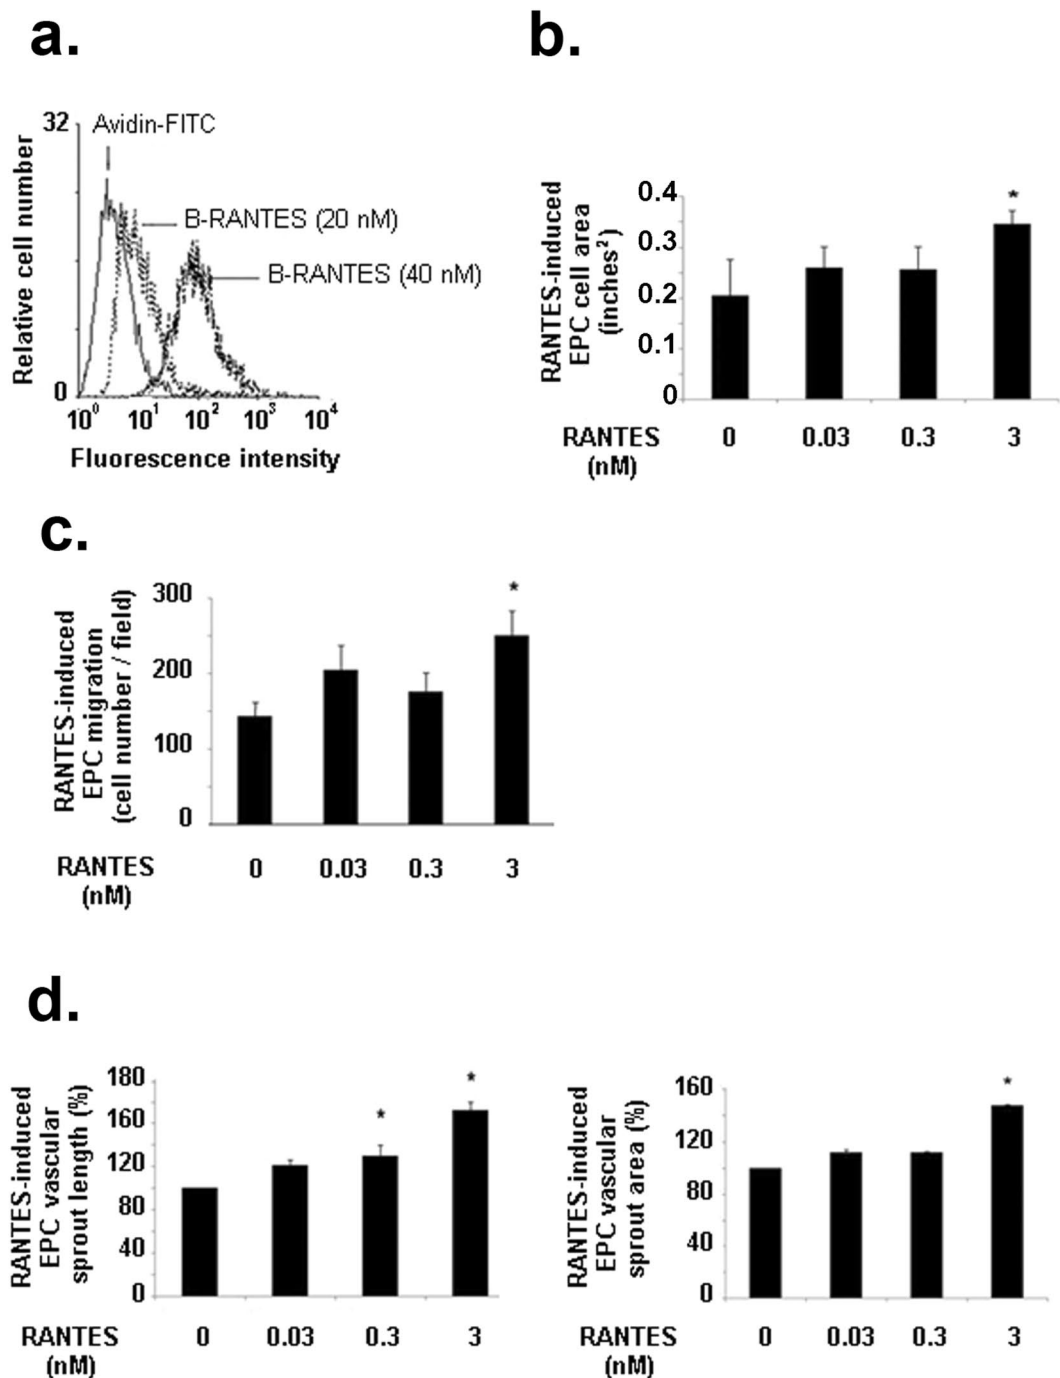 a.
32
Avidin-FITC
B-RANTES (20 nM)
B-RANTES (40 nM)
Relative cell number
0
10⁰ 10¹ 10² 10³ 10⁴
Fluorescence intensity
b.
RANTES-induced
EPC cell area
(inches²)
0.4
0.3
0.2
0.1
0
*
RANTES
(nM)
0 0.03 0.3 3
c.
RANTES-induced
EPC migration
(cell number / field)
300
200
100
0
*
RANTES
(nM)
0 0.03 0.3 3
d.
RANTES-induced
EPC vascular
sprout length (%)
180
160
120
80
40
0
*
*
RANTES
(nM)
0 0.03 0.3 3
RANTES-induced
EPC vascular
sprout area (%)
160
120
80
40
0
*
RANTES
(nM)
0 0.03 0.3 3